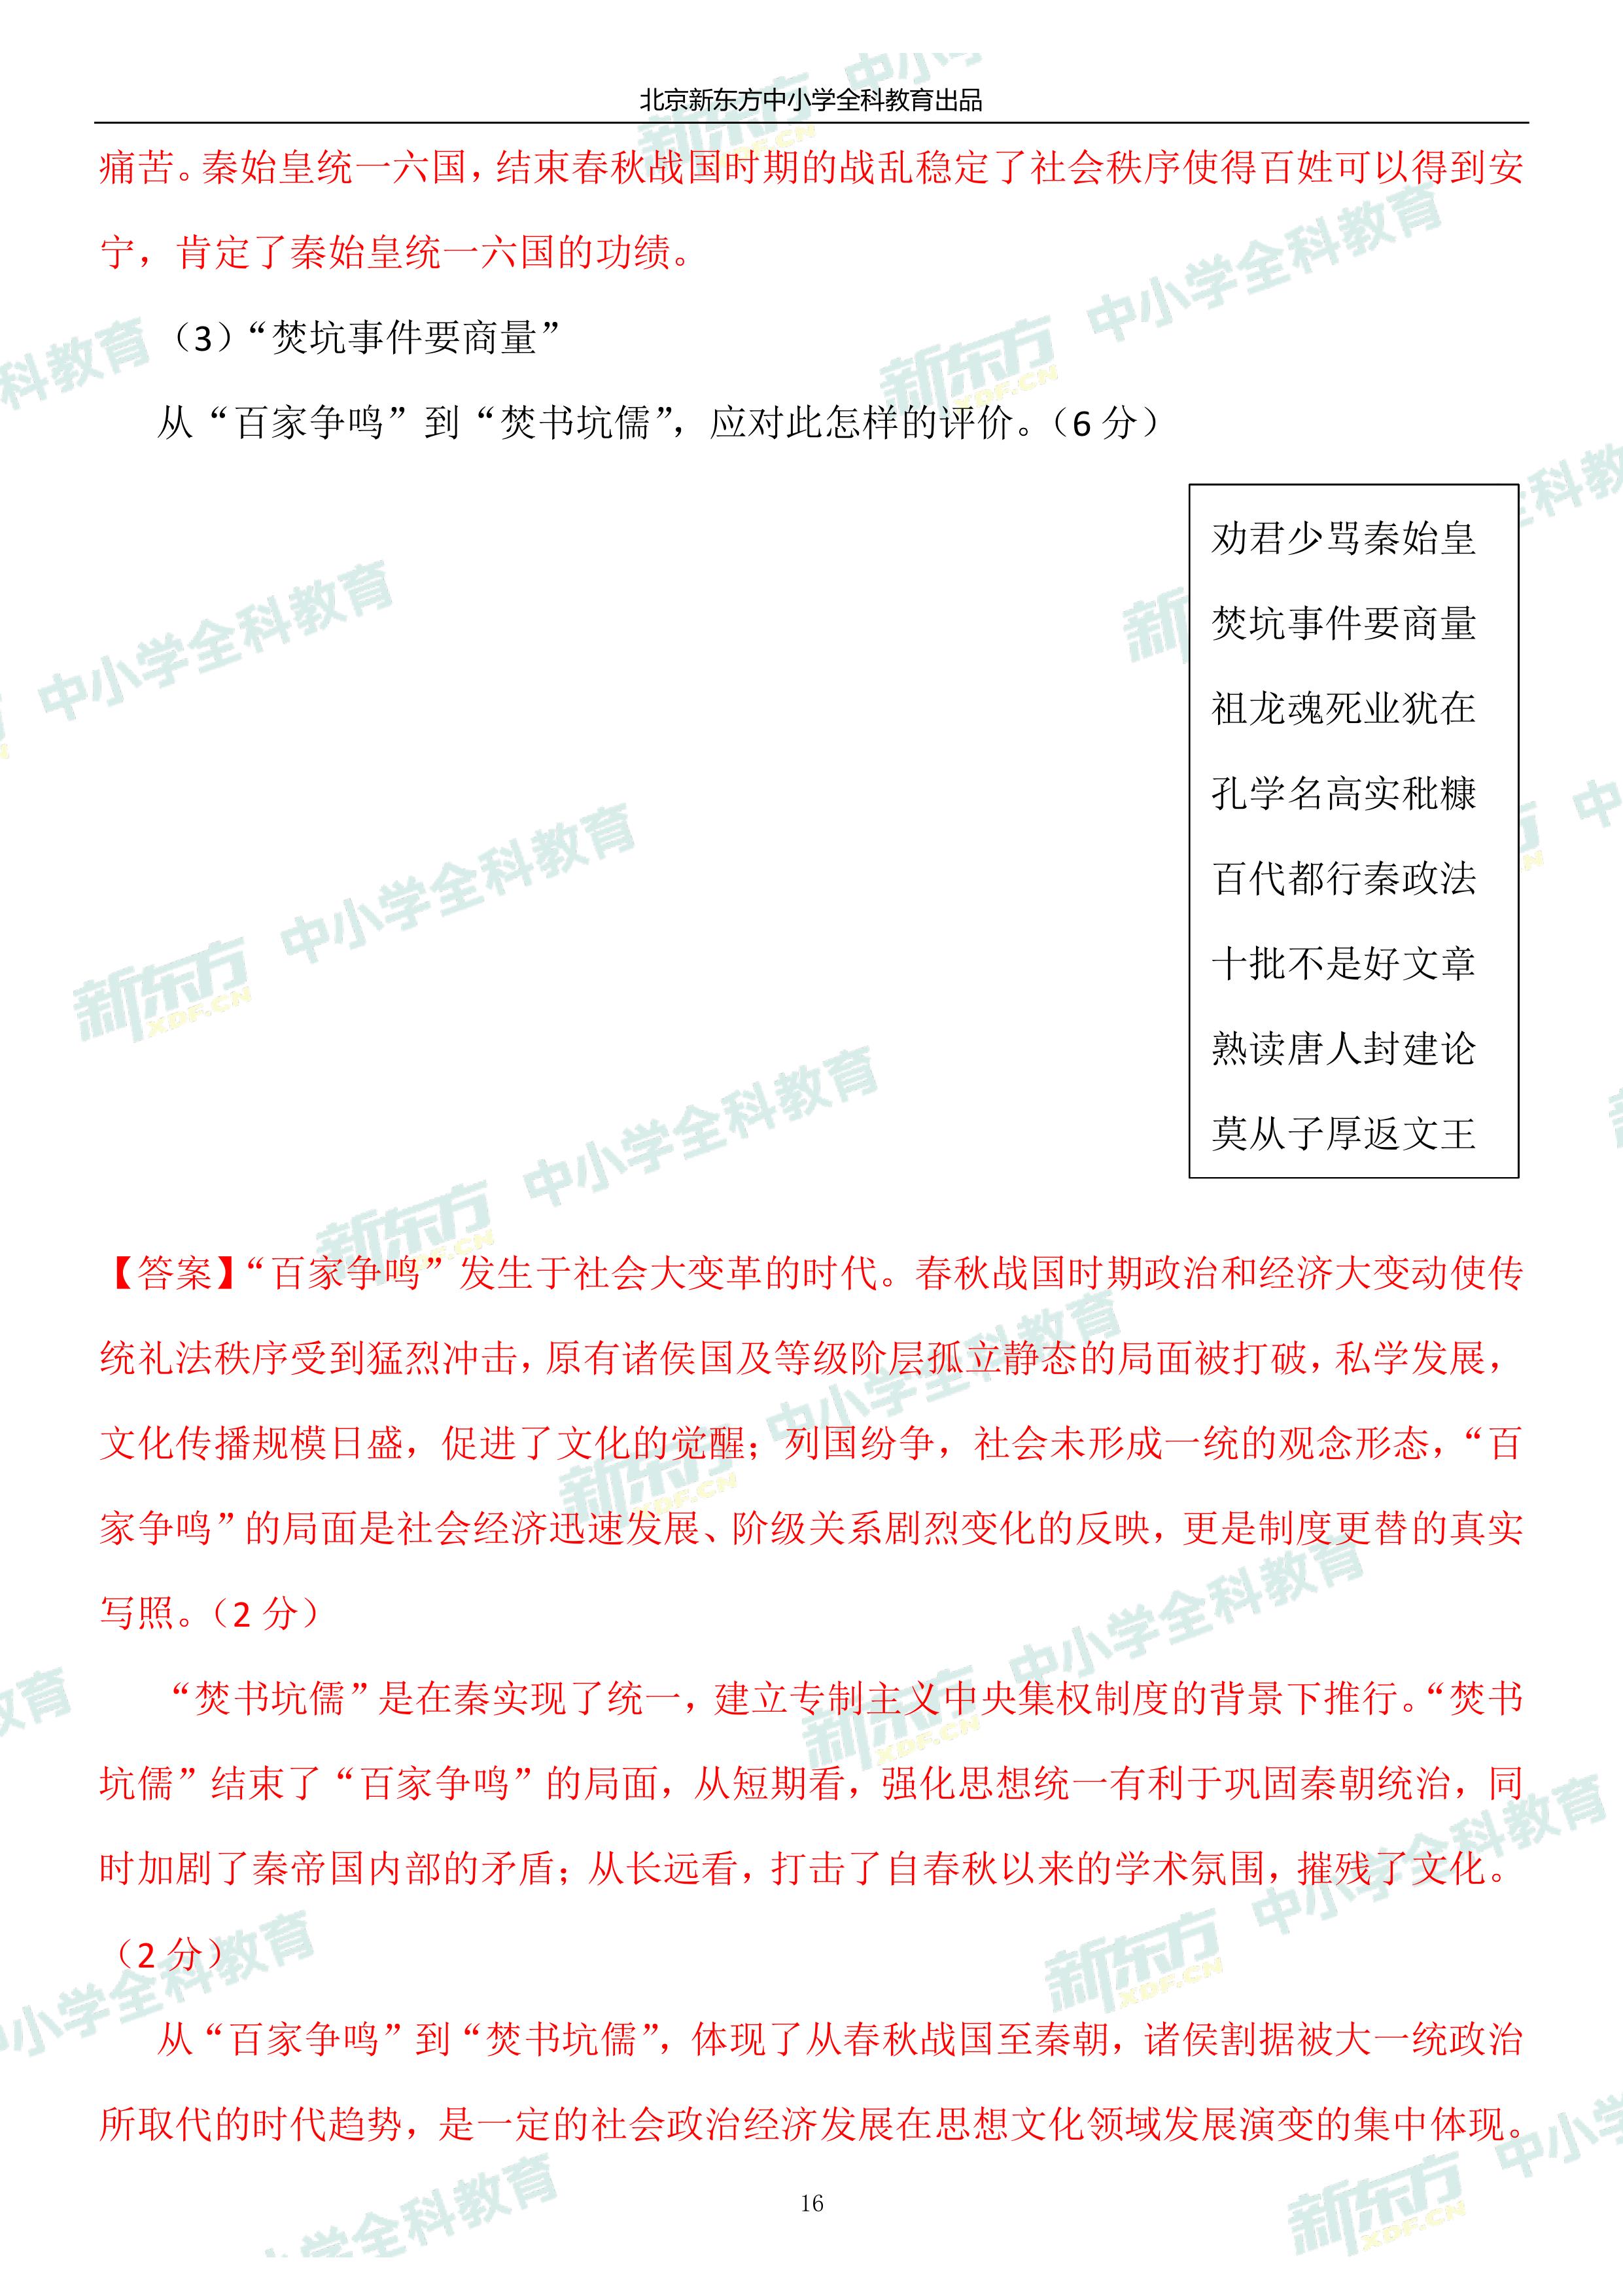 北京新东方中小学全科教育出品
痛苦。秦始皇统一六国，结束春秋战国时期的战乱稳定了社会秩序使得百姓可以得到安
宁，肯定了秦始皇统一六国的功绩。
（3）“焚坑事件要商量”
从“百家争鸣”到“焚书坑儒”，应对此怎样的评价。（6 分）
劝君少骂秦始皇
焚坑事件要商量
祖龙魂死业犹在
孔学名高实秕糠
百代都行秦政法
十批不是好文章
熟读唐人封建论
莫从子厚返文王
【答案】“百家争鸣”发生于社会大变革的时代。春秋战国时期政治和经济大变动使传
统礼法秩序受到猛烈冲击，原有诸侯国及等级阶层孤立静态的局面被打破，私学发展，
文化传播规模日盛，促进了文化的觉醒；列国纷争，社会未形成一统的观念形态，“百
家争鸣”的局面是社会经济迅速发展、阶级关系剧烈变化的反映，更是制度更替的真实
写照。（2 分）
“焚书坑儒”是在秦实现了统一，建立专制主义中央集权制度的背景下推行。“焚书
坑儒”结束了“百家争鸣”的局面，从短期看，强化思想统一有利于巩固秦朝统治，同
时加剧了秦帝国内部的矛盾；从长远看，打击了自春秋以来的学术氛围，摧残了文化。
（2 分）
从“百家争鸣”到“焚书坑儒”，体现了从春秋战国至秦朝，诸侯割据被大一统政治
所取代的时代趋势，是一定的社会政治经济发展在思想文化领域发展演变的集中体现。
16
新东方 XDF.CN 中小学全科教育